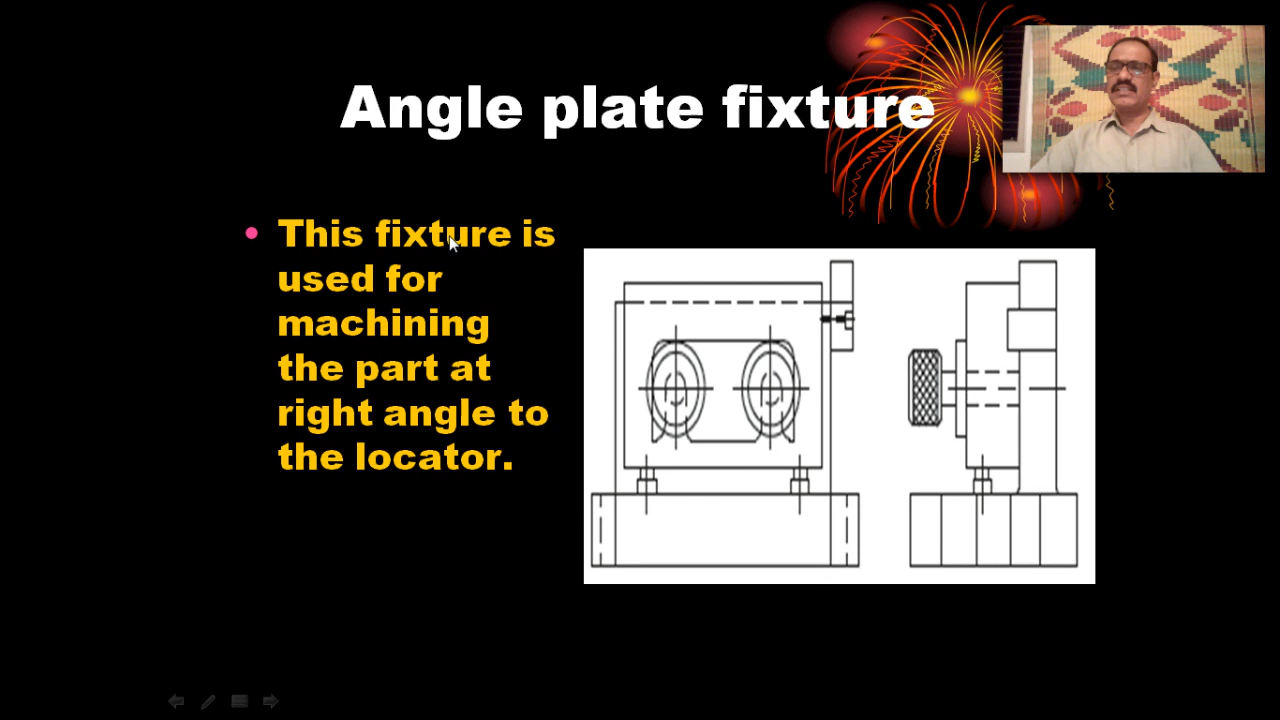 Angle plate fixture
• This fixture is
used for
machining
the part at
right angle to
the locator.